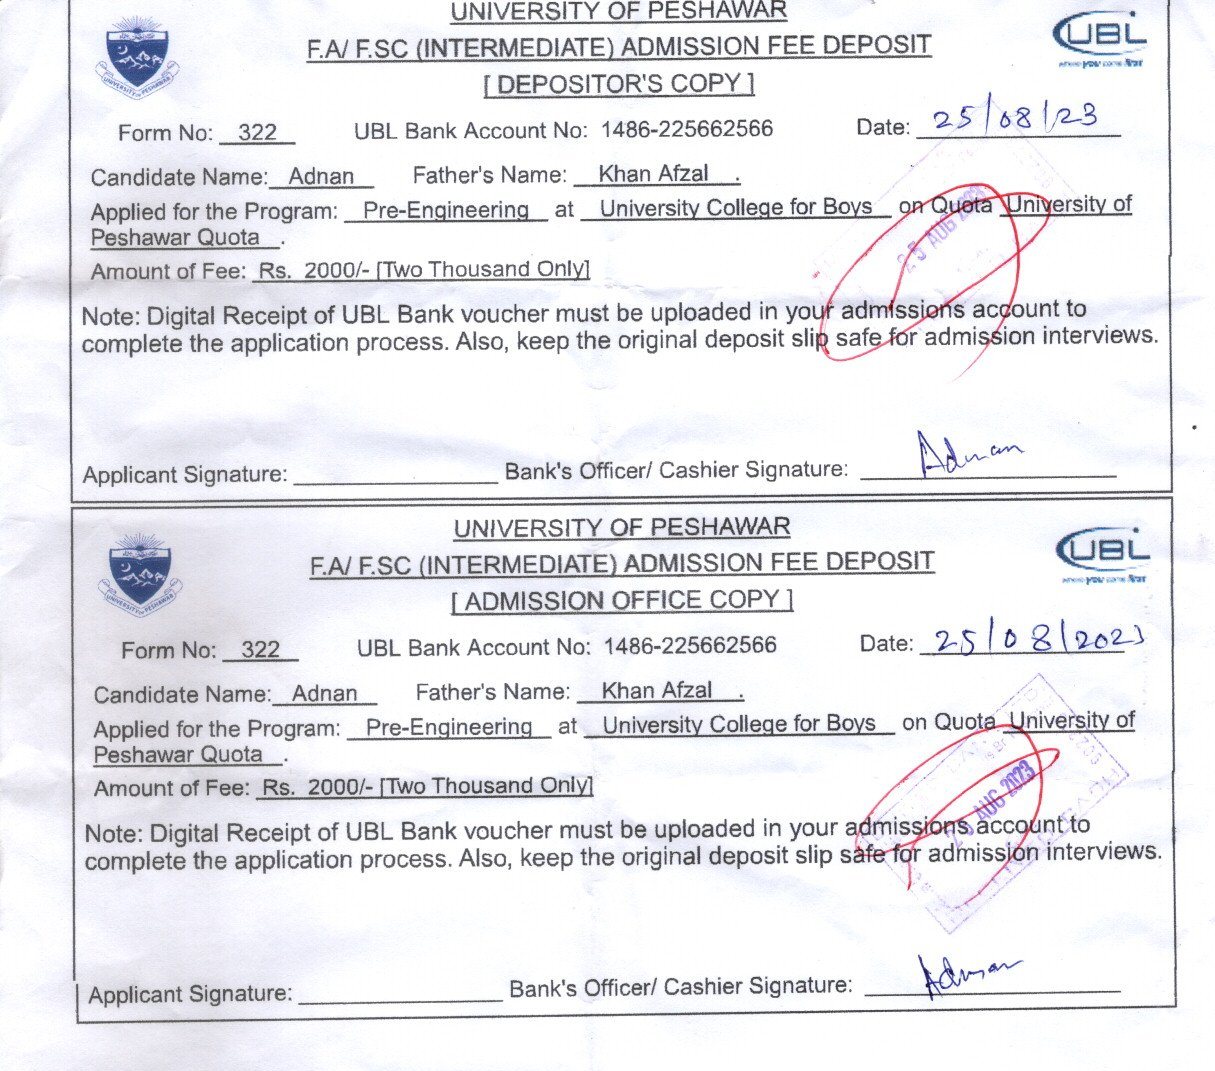 UNIVERSITY OF PESHAWAR
F.A/ F.SC (INTERMEDIATE) ADMISSION FEE DEPOSIT
[ DEPOSITOR'S COPY ]
UNIVERSITY OF PESHAWAR
UBL
where you come first
Form No: 322 UBL Bank Account No: 1486-225662566 Date: 25/08/23
Candidate Name: Adnan Father's Name: Khan Afzal .
Applied for the Program: Pre-Engineering at University College for Boys on Quota University of
Peshawar Quota .
25 AUG 2023
Amount of Fee: Rs. 2000/- [Two Thousand Only]
Note: Digital Receipt of UBL Bank voucher must be uploaded in your admissions account to
complete the application process. Also, keep the original deposit slip safe for admission interviews.
Applicant Signature: Bank's Officer/ Cashier Signature: Adnan
UNIVERSITY OF PESHAWAR
F.A/ F.SC (INTERMEDIATE) ADMISSION FEE DEPOSIT
[ ADMISSION OFFICE COPY ]
UNIVERSITY OF PESHAWAR
UBL
where you come first
Form No: 322 UBL Bank Account No: 1486-225662566 Date: 25/08/2023
Candidate Name: Adnan Father's Name: Khan Afzal .
Applied for the Program: Pre-Engineering at University College for Boys on Quota University of
Peshawar Quota .
AUG 2023
Amount of Fee: Rs. 2000/- [Two Thousand Only]
Note: Digital Receipt of UBL Bank voucher must be uploaded in your admissions account to
complete the application process. Also, keep the original deposit slip safe for admission interviews.
Applicant Signature: Bank's Officer/ Cashier Signature: Adnan